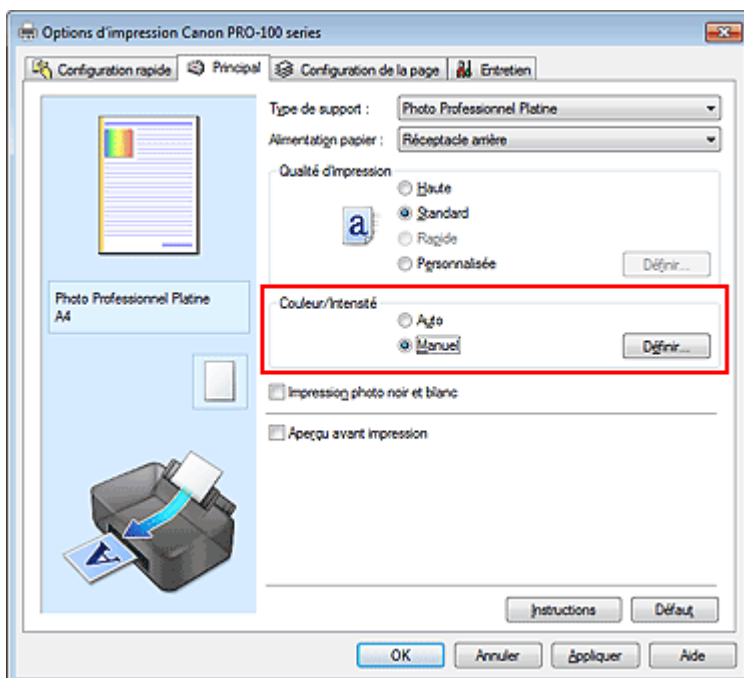 Options d'impression Canon PRO-100 series
Configuration rapide Principal Configuration de la page Entretien
Type de support : Photo Professionnel Platine
Alimentation papier : Réceptacle arrière
Qualité d'impression
Haute
a Standard
Rapide
Personnalisée Définir...
Photo Professionnel Platine
A4
Couleur/Intensité
Auto
Manuel Définir...
Impression photo noir et blanc
Aperçu avant impression
A
Instructions Défaut
OK Annuler Appliquer Aide